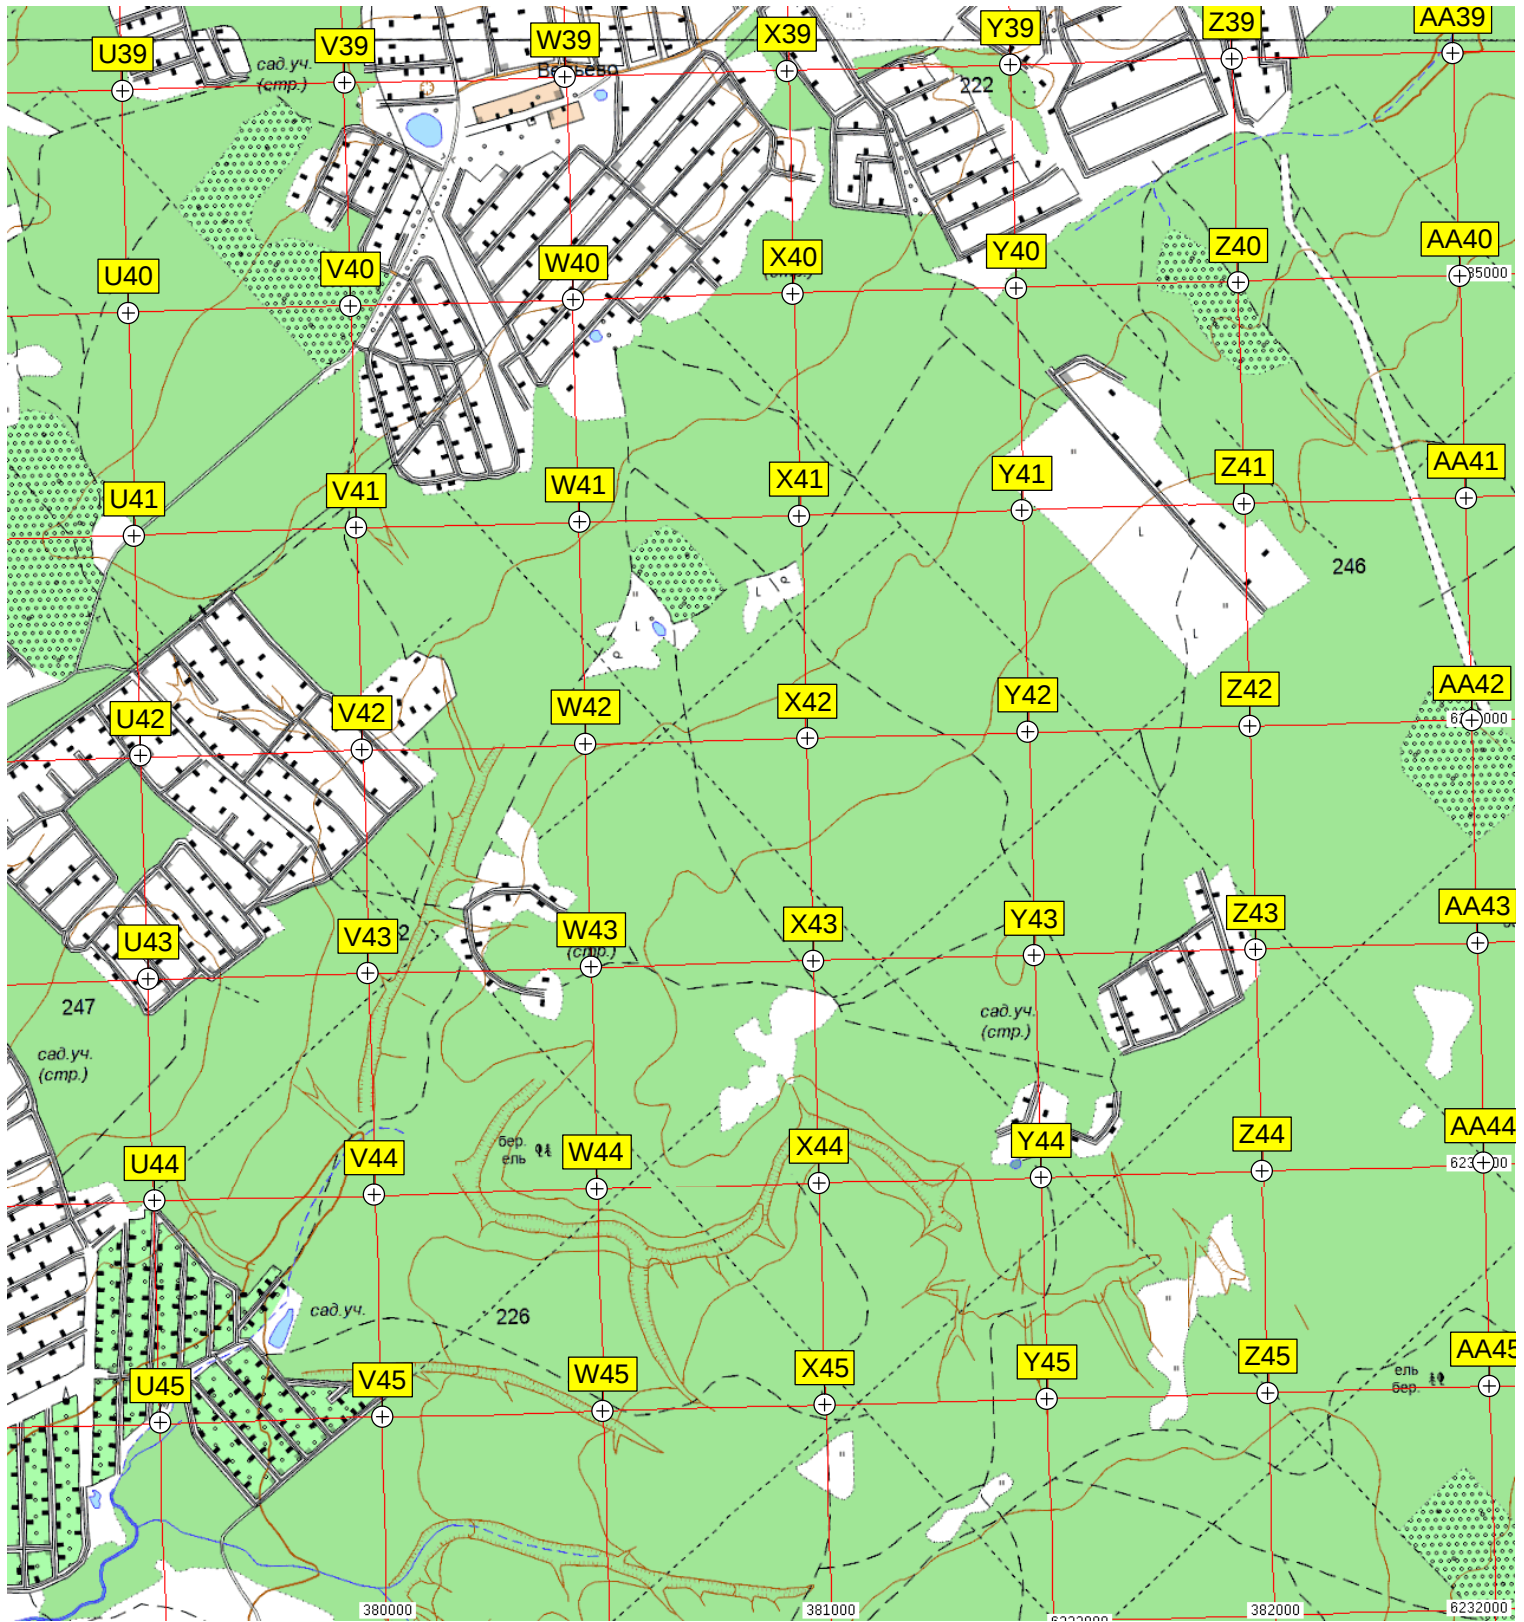 U39 V39 W39 X39 Y39 Z39 AA39
сад.уч.
(стр.)
222
U40 V40 W40 X40 Y40 Z40 AA40
U41 V41 W41 X41 Y41 Z41 AA41
246
U42 V42 W42 X42 Y42 Z42 AA42
U43 V43 W43 X43 Y43 Z43 AA43
(стр.)
247
сад.уч.
(стр.)
сад.уч.
(стр.)
U44 V44 W44 X44 Y44 Z44 AA44
бер.
ель
сад.уч.
226
U45 V45 W45 X45 Y45 Z45 AA45
ель
бер.
380000 381000 382000 6232000